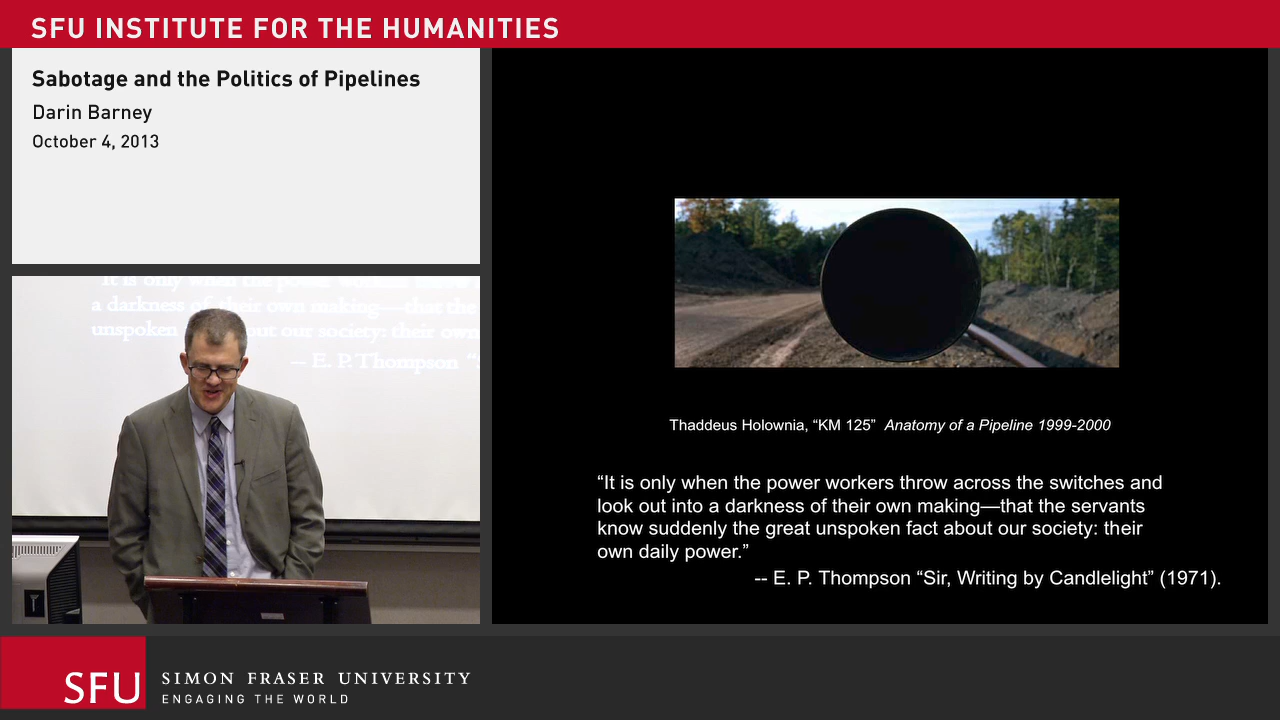 SFU INSTITUTE FOR THE HUMANITIES
Sabotage and the Politics of Pipelines
Darin Barney
October 4, 2013
It is only when the power workers throw
a darkness of their own making—that the
unspoken out our society: their own
-- E. P. Thompson
Thaddeus Holownia, “KM 125” Anatomy of a Pipeline 1999-2000
“It is only when the power workers throw across the switches and
look out into a darkness of their own making—that the servants
know suddenly the great unspoken fact about our society: their
own daily power.”
-- E. P. Thompson “Sir, Writing by Candlelight” (1971).
SFU
SIMON FRASER UNIVERSITY
ENGAGING THE WORLD